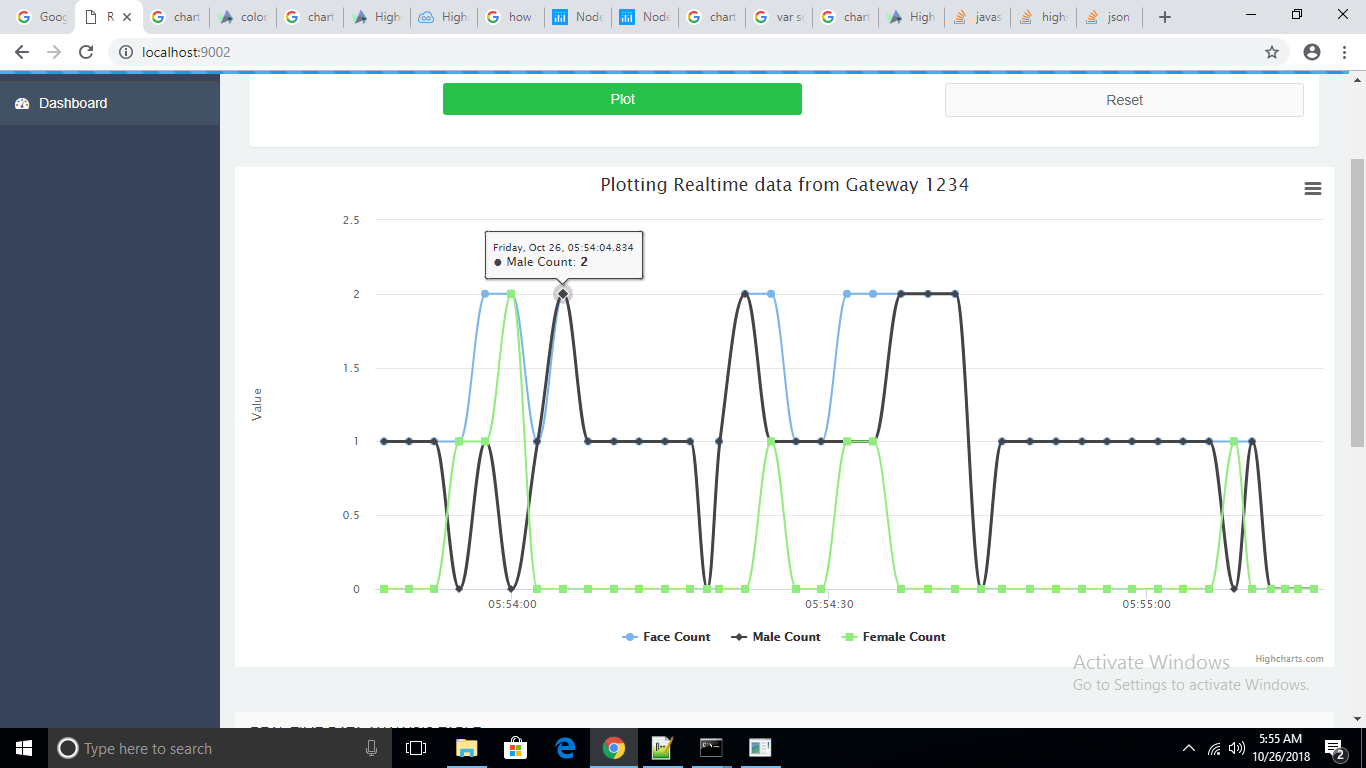 Goog
R
chart
color
chart
High
High
how
Node
Node
chart
var se
chart
High
javas
highs
json
localhost:9002
Dashboard
Plot
Reset
Plotting Realtime data from Gateway 1234
2.5
Friday, Oct 26, 05:54:04.834
Male Count: 2
2
1.5
Value
1
0.5
0
05:54:00
05:54:30
05:55:00
Face Count
Male Count
Female Count
Highcharts.com
Activate Windows
Go to Settings to activate Windows.
Type here to search
5:55 AM
10/26/2018
2